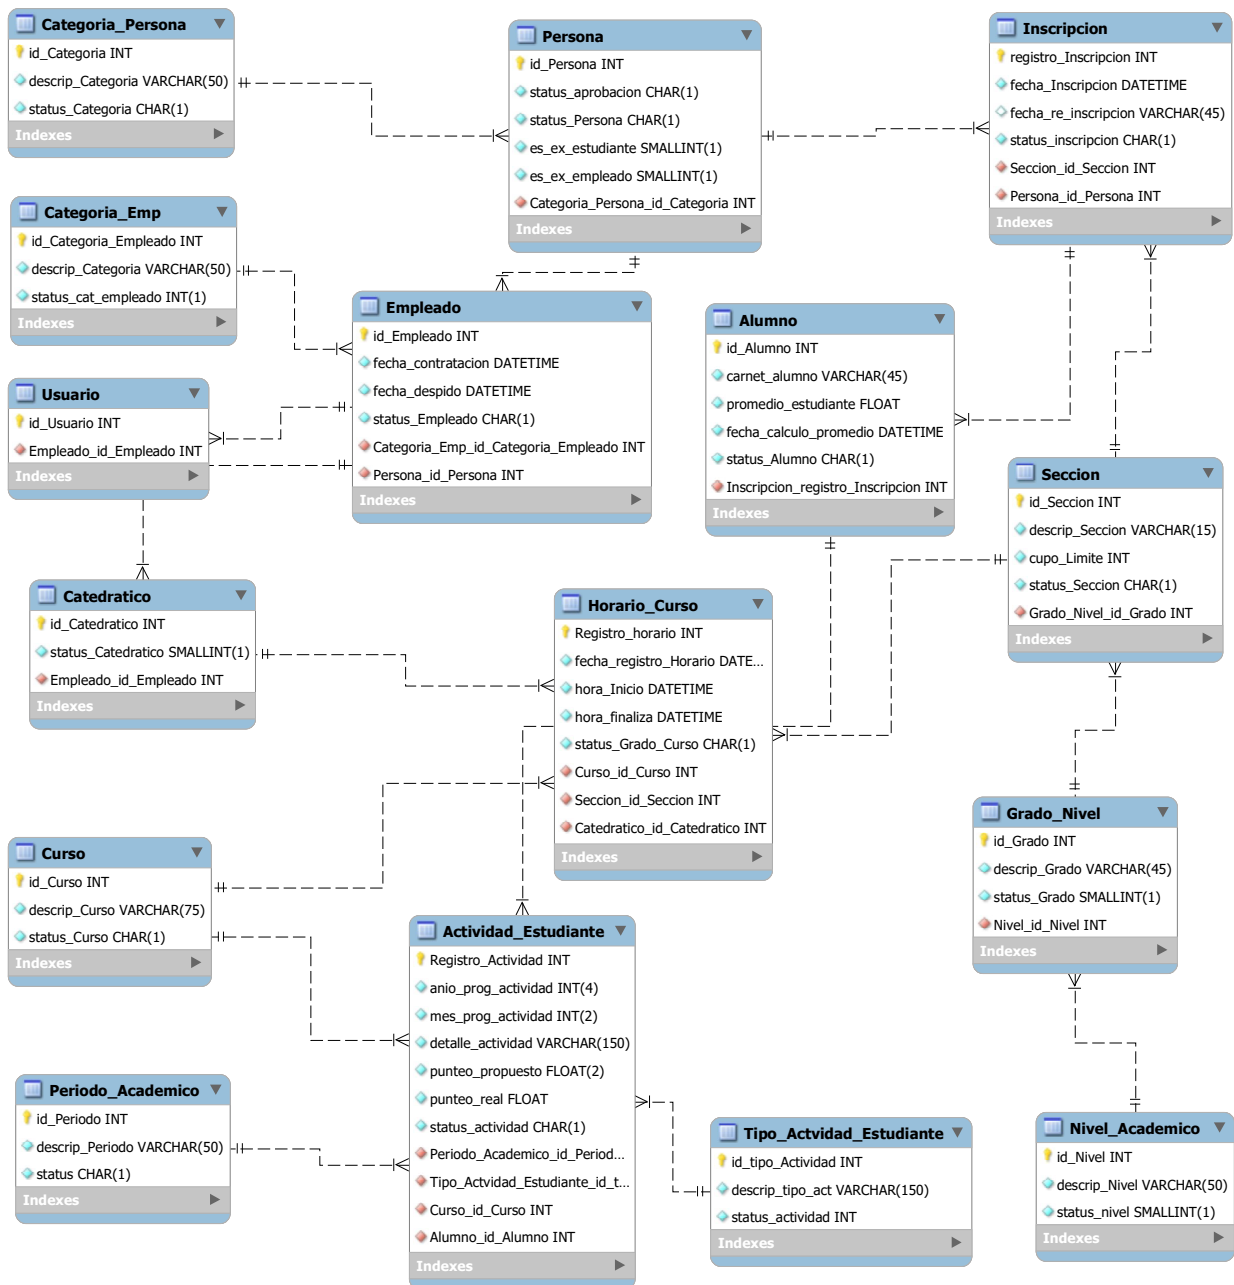 Categoria_Persona
id_Categoria INT
descrip_Categoria VARCHAR(50)
status_Categoria CHAR(1)
Indexes
Persona
id_Persona INT
status_aprobacion CHAR(1)
status_Persona CHAR(1)
es_ex_estudiante SMALLINT(1)
es_ex_empleado SMALLINT(1)
Categoria_Persona_id_Categoria INT
Indexes
Inscripcion
registro_Inscripcion INT
fecha_Inscripcion DATETIME
fecha_re_inscripcion VARCHAR(45)
status_inscripcion CHAR(1)
Seccion_id_Seccion INT
Persona_id_Persona INT
Indexes
Categoria_Emp
id_Categoria_Empleado INT
descrip_Categoria VARCHAR(50)
status_cat_empleado INT(1)
Indexes
Empleado
id_Empleado INT
fecha_contratacion DATETIME
fecha_despido DATETIME
status_Empleado CHAR(1)
Categoria_Emp_id_Categoria_Empleado INT
Persona_id_Persona INT
Indexes
Alumno
id_Alumno INT
carnet_alumno VARCHAR(45)
promedio_estudiante FLOAT
fecha_calculo_promedio DATETIME
status_Alumno CHAR(1)
Inscripcion_registro_Inscripcion INT
Indexes
Usuario
id_Usuario INT
Empleado_id_Empleado INT
Indexes
Seccion
id_Seccion INT
descrip_Seccion VARCHAR(15)
cupo_Limite INT
status_Seccion CHAR(1)
Grado_Nivel_id_Grado INT
Indexes
Catedratico
id_Catedratico INT
status_Catedratico SMALLINT(1)
Empleado_id_Empleado INT
Indexes
Horario_Curso
Registro_horario INT
fecha_registro_Horario DATE...
hora_Inicio DATETIME
hora_finaliza DATETIME
status_Grado_Curso CHAR(1)
Curso_id_Curso INT
Seccion_id_Seccion INT
Catedratico_id_Catedratico INT
Indexes
Grado_Nivel
id_Grado INT
descrip_Grado VARCHAR(45)
status_Grado SMALLINT(1)
Nivel_id_Nivel INT
Indexes
Curso
id_Curso INT
descrip_Curso VARCHAR(75)
status_Curso CHAR(1)
Indexes
Actividad_Estudiante
Registro_Actividad INT
anio_prog_actividad INT(4)
mes_prog_actividad INT(2)
detalle_actividad VARCHAR(150)
punteo_propuesto FLOAT(2)
punteo_real FLOAT
status_actividad CHAR(1)
Periodo_Academico_id_Period...
Tipo_Actvidad_Estudiante_id_t...
Curso_id_Curso INT
Alumno_id_Alumno INT
Indexes
Periodo_Academico
id_Periodo INT
descrip_Periodo VARCHAR(50)
status CHAR(1)
Indexes
Tipo_Actvidad_Estudiante
id_tipo_Actividad INT
descrip_tipo_act VARCHAR(150)
status_actividad INT
Indexes
Nivel_Academico
id_Nivel INT
descrip_Nivel VARCHAR(50)
status_nivel SMALLINT(1)
Indexes